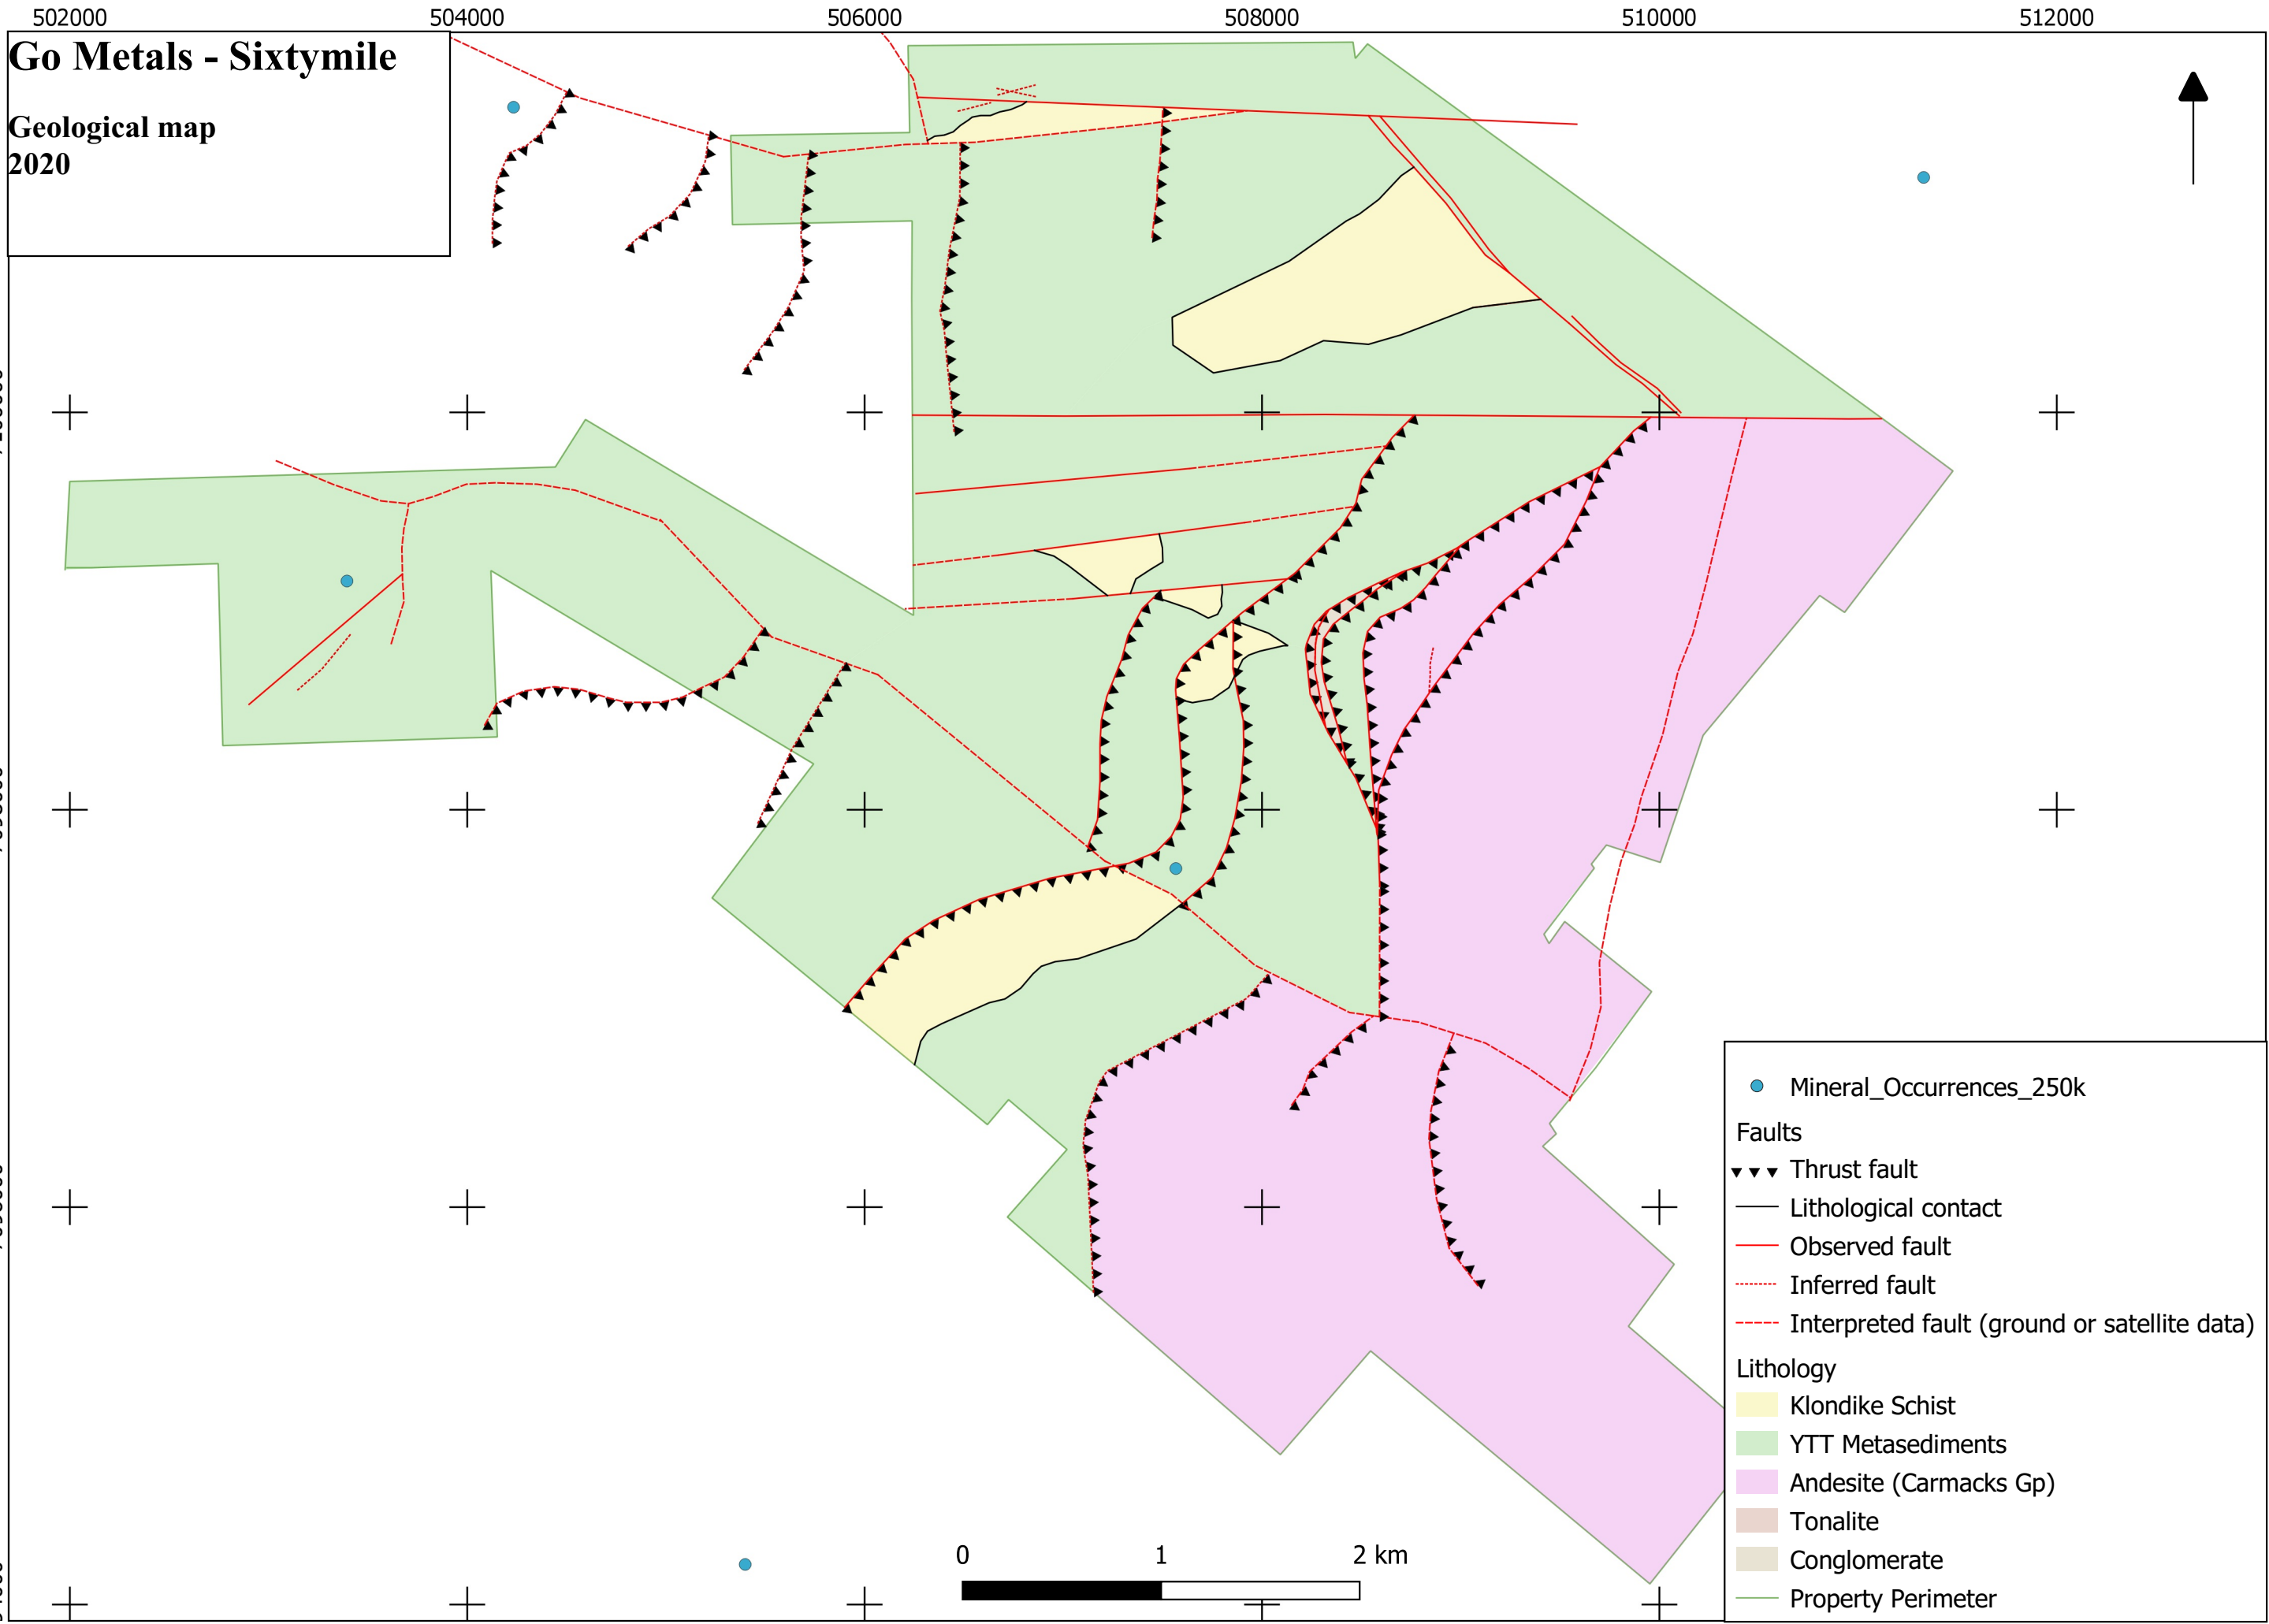 502000 504000 506000 508000 510000 512000
Go Metals - Sixtymile
Geological map
2020
Mineral_Occurrences_250k
Faults
Thrust fault
Lithological contact
Observed fault
Inferred fault
Interpreted fault (ground or satellite data)
Lithology
Klondike Schist
YTT Metasediments
Andesite (Carmacks Gp)
Tonalite
Conglomerate
Property Perimeter
0 1 2 km